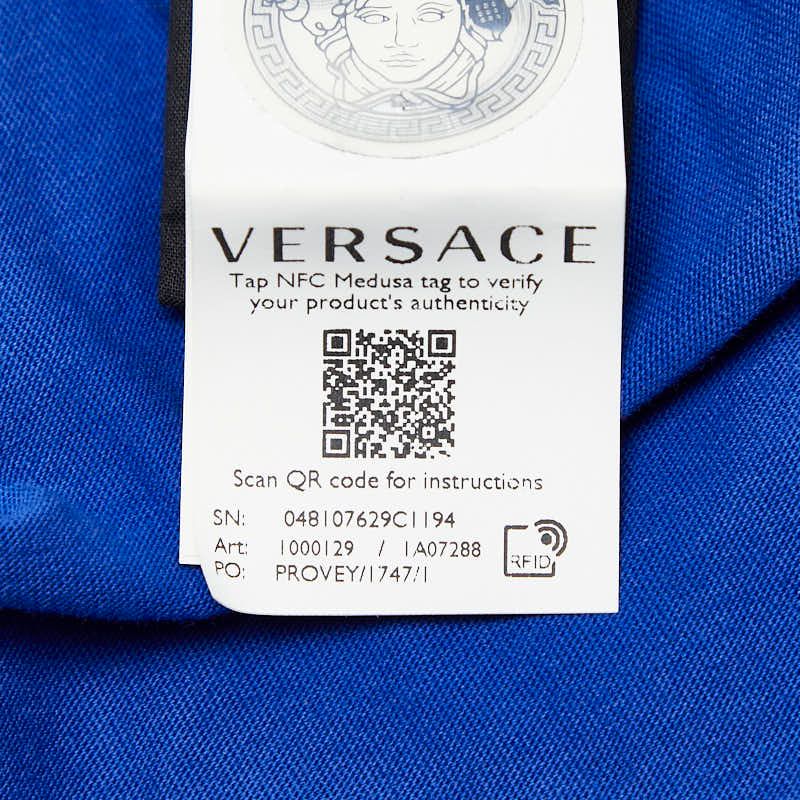 VERSACE
Tap NFC Medusa tag to verify
your product's authenticity
Scan QR code for instructions
SN: 048107629C1194
Art: 1000129 / 1A07288
PO: PROVEY/1747/1
RFID